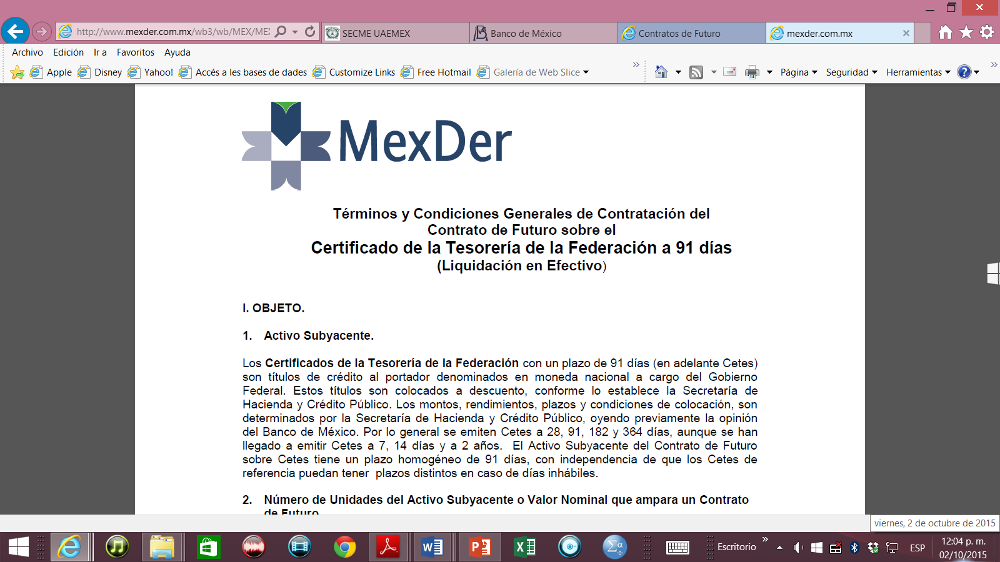 http://www.mexder.com.mx/wb3/wb/MEX/ME
SECME UAEMEX
Banco de México
Contratos de Futuro
mexder.com.mx
Archivo Edición Ir a Favoritos Ayuda
Apple Disney Yahoo! Accés a les bases de dades Customize Links Free Hotmail Galería de Web Slice
Página Seguridad Herramientas
MexDer
Términos y Condiciones Generales de Contratación del
Contrato de Futuro sobre el
Certificado de la Tesorería de la Federación a 91 días
(Liquidación en Efectivo)
I. OBJETO.
1. Activo Subyacente.
Los Certificados de la Tesorería de la Federación con un plazo de 91 días (en adelante Cetes)
son títulos de crédito al portador denominados en moneda nacional a cargo del Gobierno
Federal. Estos títulos son colocados a descuento, conforme lo establece la Secretaría de
Hacienda y Crédito Público. Los montos, rendimientos, plazos y condiciones de colocación, son
determinados por la Secretaría de Hacienda y Crédito Público, oyendo previamente la opinión
del Banco de México. Por lo general se emiten Cetes a 28, 91, 182 y 364 días, aunque se han
llegado a emitir Cetes a 7, 14 días y a 2 años. El Activo Subyacente del Contrato de Futuro
sobre Cetes tiene un plazo homogéneo de 91 días, con independencia de que los Cetes de
referencia puedan tener plazos distintos en caso de días inhábiles.
2. Número de Unidades del Activo Subyacente o Valor Nominal que ampara un Contrato
de Futuro
viernes, 2 de octubre de 2015
Escritorio
ESP
12:04 p. m.
02/10/2015